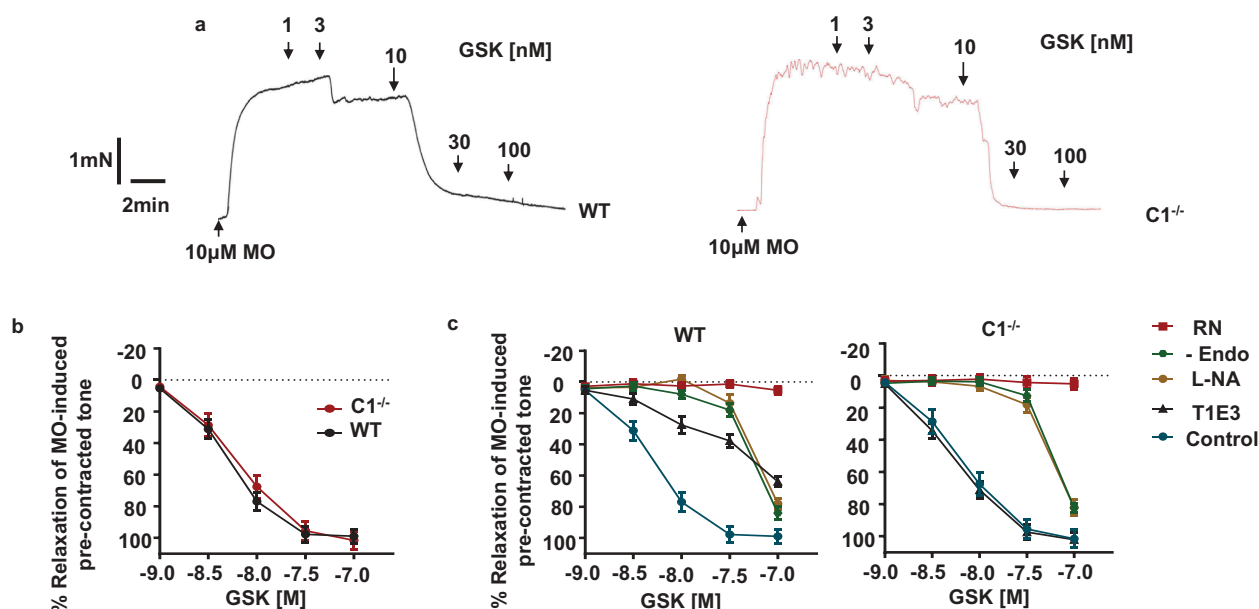 a
1 3
GSK [nM]
10
30
100
1mN
2min
WT
10µM MO
1 3
GSK [nM]
10
30
100
C1-/-
10µM MO
b
% Relaxation of MO-induced
pre-contracted tone
-20
0
20
40
60
80
100
C1-/-
WT
-9.0 -8.5 -8.0 -7.5 -7.0
GSK [M]
c
% Relaxation of MO-induced
pre-contracted tone
WT
-20
0
20
40
60
80
100
-9.0 -8.5 -8.0 -7.5 -7.0
GSK [M]
C1-/-
-20
0
20
40
60
80
100
-9.0 -8.5 -8.0 -7.5 -7.0
GSK [M]
RN
- Endo
L-NA
T1E3
Control